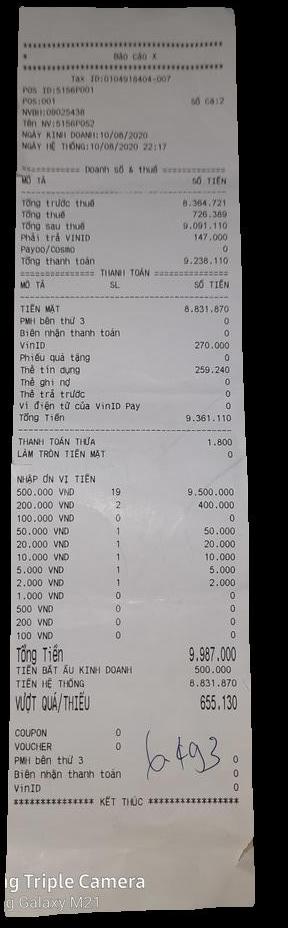 ************************************
* Báo cáo X
************************************
Tax ID:0104918404-007
POS ID:5156P001
POS:001 Số Ca:2
NVBH:08025438
Tên NV:5156POS2
NGÀY KINH DOANH:10/08/2020
NGÀY HỆ THỐNG:10/08/2020 22:17
============ Doanh số & thuế ============
MÔ TẢ SỐ TIỀN
Tổng trước thuế 8.364.721
Tổng thuế 726.389
Tổng sau thuế 9.091.110
Phải trả VINID 147.000
Payoo/Cosmo 0
Tổng thanh toán 9.238.110
============== THANH TOÁN ==============
MÔ TẢ SL SỐ TIỀN
TIỀN MẶT 8.831.870
PMH bên thứ 3 0
Biên nhận thanh toán 0
VinID 270.000
Phiếu quà tặng 0
Thẻ tín dụng 259.240
Thẻ ghi nợ 0
Thẻ trả trước 0
Ví điện tử của VinID Pay 0
Tổng Tiền 9.361.110
THANH TOÁN THỪA 1.800
LÀM TRÒN TIỀN MẶT 0
NHẬP ƠN VỊ TIỀN
500.000 VND 19 9.500.000
200.000 VND 2 400.000
100.000 VND 0 0
50.000 VND 1 50.000
20.000 VND 1 20.000
10.000 VND 1 10.000
5.000 VND 1 5.000
2.000 VND 1 2.000
1.000 VND 0 0
500 VND 0 0
200 VND 0 0
100 VND 0 0
Tổng Tiền 9.987.000
TIỀN BẮT ẦU KINH DOANH 500.000
TIỀN HỆ THỐNG 8.831.870
VƯỢT QUÁ/THIẾU 655.130
COUPON 0
VOUCHER 0
PMH bên thứ 3 0
Biên nhận thanh toán 0
VinID 0
*************** KẾT THÚC *****************
g Triple Camera
g Galaxy M21